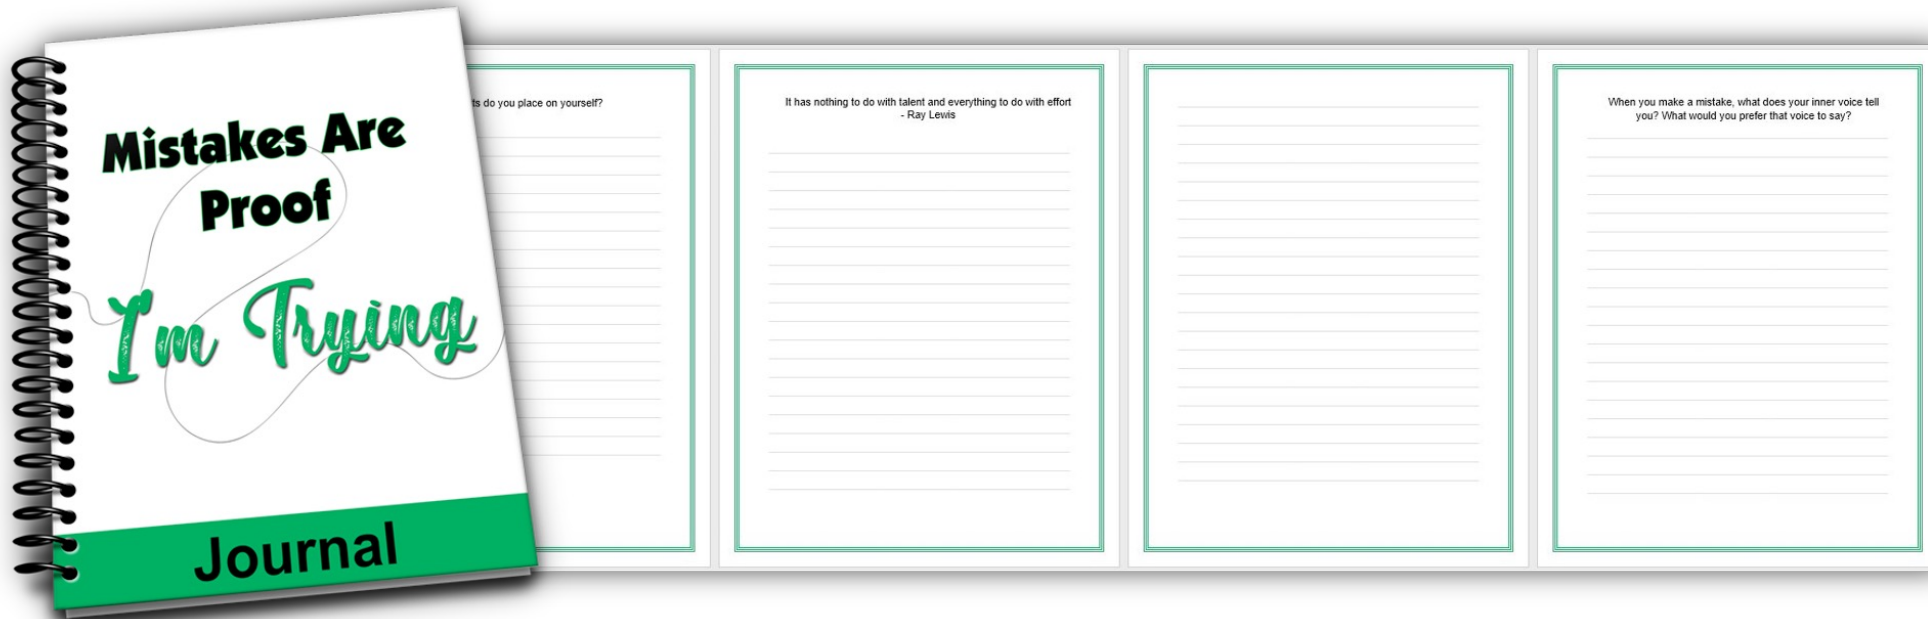 Mistakes Are
Proof
I'm Trying
Journal
do you place on yourself?
It has nothing to do with talent and everything to do with effort
- Ray Lewis
When you make a mistake, what does your inner voice tell
you? What would you prefer that voice to say?